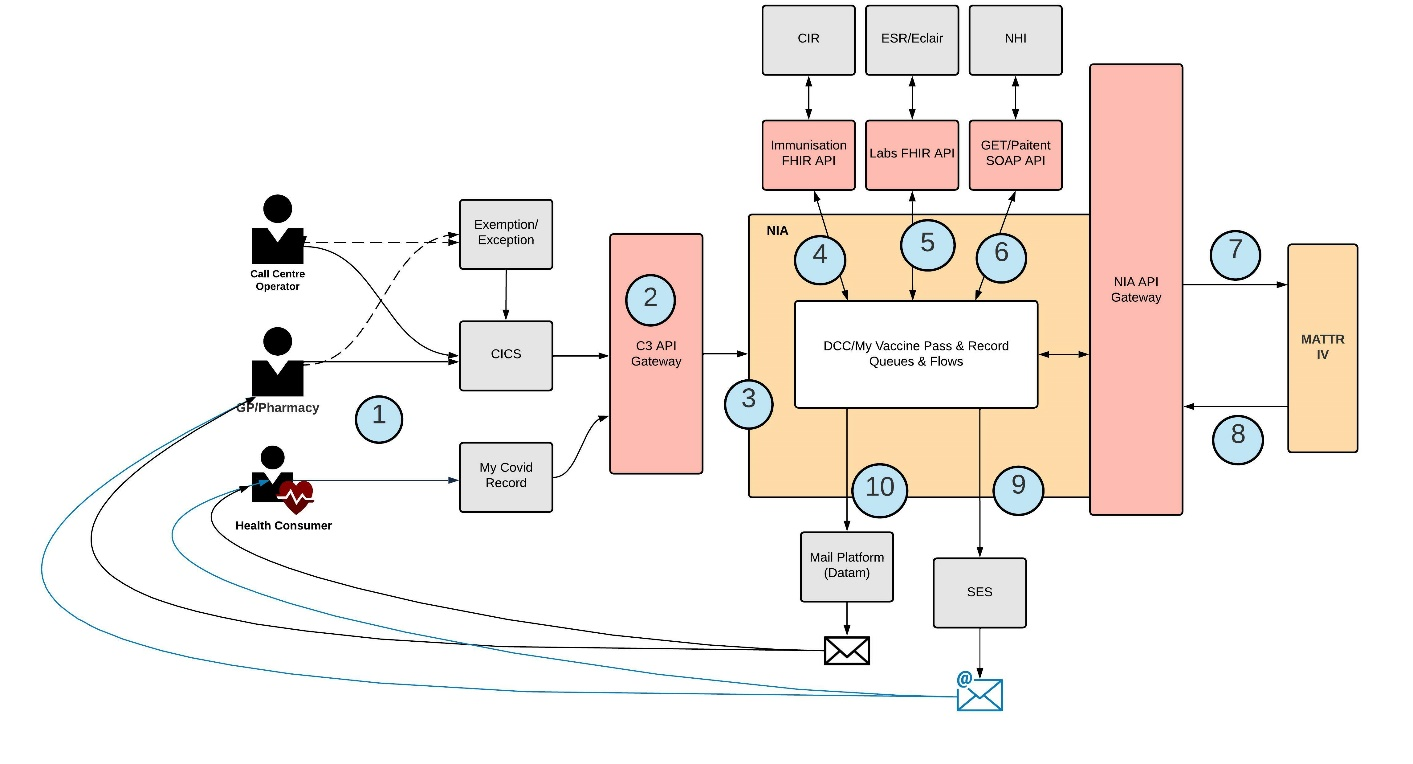 CIR
ESR/Eclair
NHI
Immunisation
FHIR API
Labs FHIR API
GET/Paitent
SOAP API
Call Centre
Operator
Exemption/
Exception
CICS
GP/Pharmacy
1
My Covid
Record
Health Consumer
2
C3 API
Gateway
3
NIA
4
5
6
DCC/My Vaccine Pass & Record
Queues & Flows
NIA API
Gateway
7
MATTR
IV
8
10
9
Mail Platform
(Datam)
SES
@